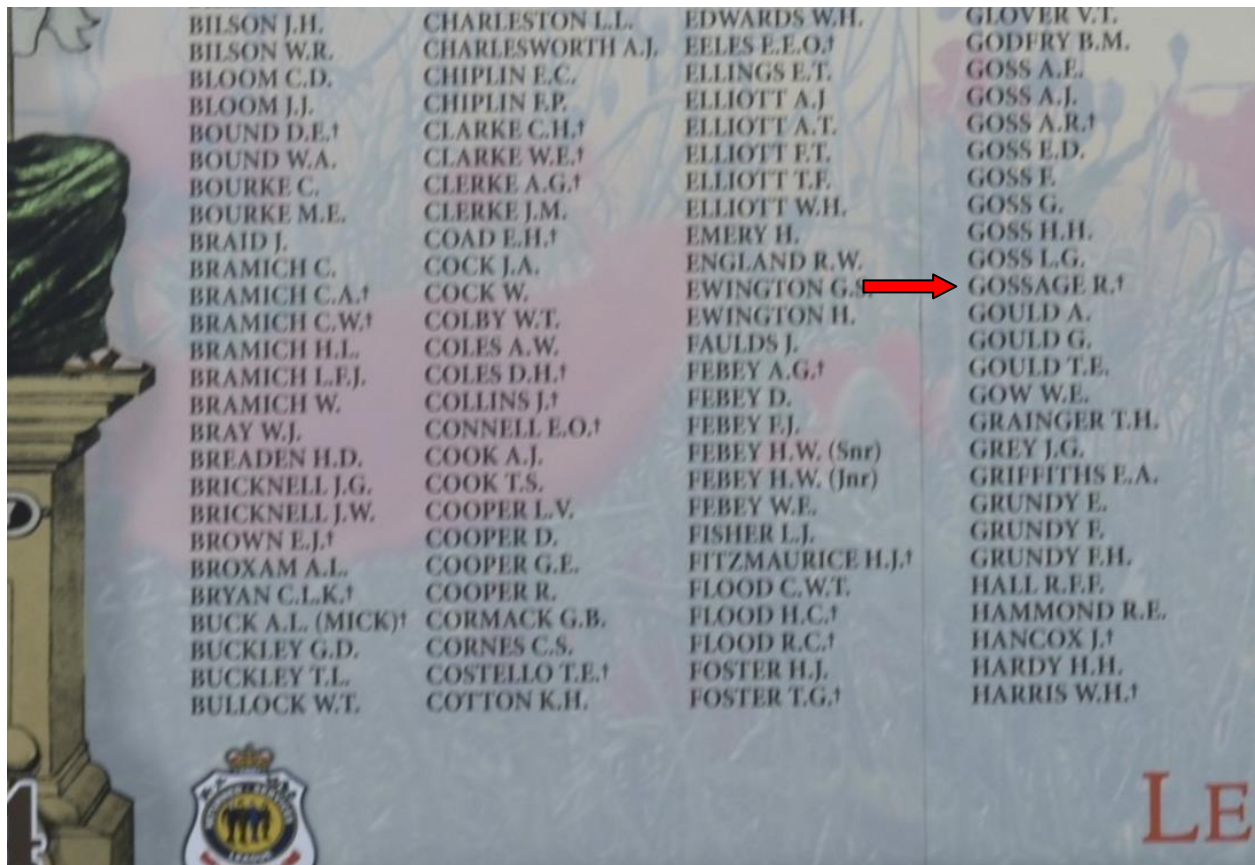 BILSON J.H.
BILSON W.R.
BLOOM C.D.
BLOOM J.J.
BOUND D.E.†
BOUND W.A.
BOURKE C.
BOURKE M.E.
BRAID J.
BRAMICH C.
BRAMICH C.A.†
BRAMICH C.W.†
BRAMICH H.L.
BRAMICH L.F.J.
BRAMICH W.
BRAY W.J.
BREADEN H.D.
BRICKNELL J.G.
BRICKNELL J.W.
BROWN E.J.†
BROXAM A.L.
BRYAN C.L.K.†
BUCK A.L. (MICK)†
BUCKLEY G.D.
BUCKLEY T.L.
BULLOCK W.T.
CHARLESTON L.L.
CHARLESWORTH A.J.
CHIPLIN E.C.
CHIPLIN F.P.
CLARKE C.H.†
CLARKE W.E.†
CLERKE A.G.†
CLERKE J.M.
COAD E.H.†
COCK J.A.
COCK W.
COLBY W.T.
COLES A.W.
COLES D.H.†
COLLINS J.†
CONNELL E.O.†
COOK A.J.
COOK T.S.
COOPER L.V.
COOPER D.
COOPER G.E.
COOPER R.
CORMACK G.B.
CORNES C.S.
COSTELLO T.E.†
COTTON K.H.
EDWARDS W.H.
EELES E.E.O.†
ELLINGS E.T.
ELLIOTT A.J
ELLIOTT A.T.
ELLIOTT F.T.
ELLIOTT T.F.
ELLIOTT W.H.
EMERY H.
ENGLAND R.W.
EWINGTON G.S.
EWINGTON H.
FAULDS J.
FEBEY A.G.†
FEBEY D.
FEBEY F.J.
FEBEY H.W. (Snr)
FEBEY H.W. (Jnr)
FEBEY W.E.
FISHER L.J.
FITZMAURICE H.J.†
FLOOD C.W.T.
FLOOD H.C.†
FLOOD R.C.†
FOSTER H.J.
FOSTER T.G.†
GLOVER V.T.
GODFRY B.M.
GOSS A.E.
GOSS A.J.
GOSS A.R.†
GOSS E.D.
GOSS F.
GOSS G.
GOSS H.H.
GOSS L.G.
GOSSAGE R.†
GOULD A.
GOULD G.
GOULD T.E.
GOW W.E.
GRAINGER T.H.
GREY J.G.
GRIFFITHS E.A.
GRUNDY E.
GRUNDY F.
GRUNDY F.H.
HALL R.F.F.
HAMMOND R.E.
HANCOX J.†
HARDY H.H.
HARRIS W.H.†
4
LEAGUE
LE